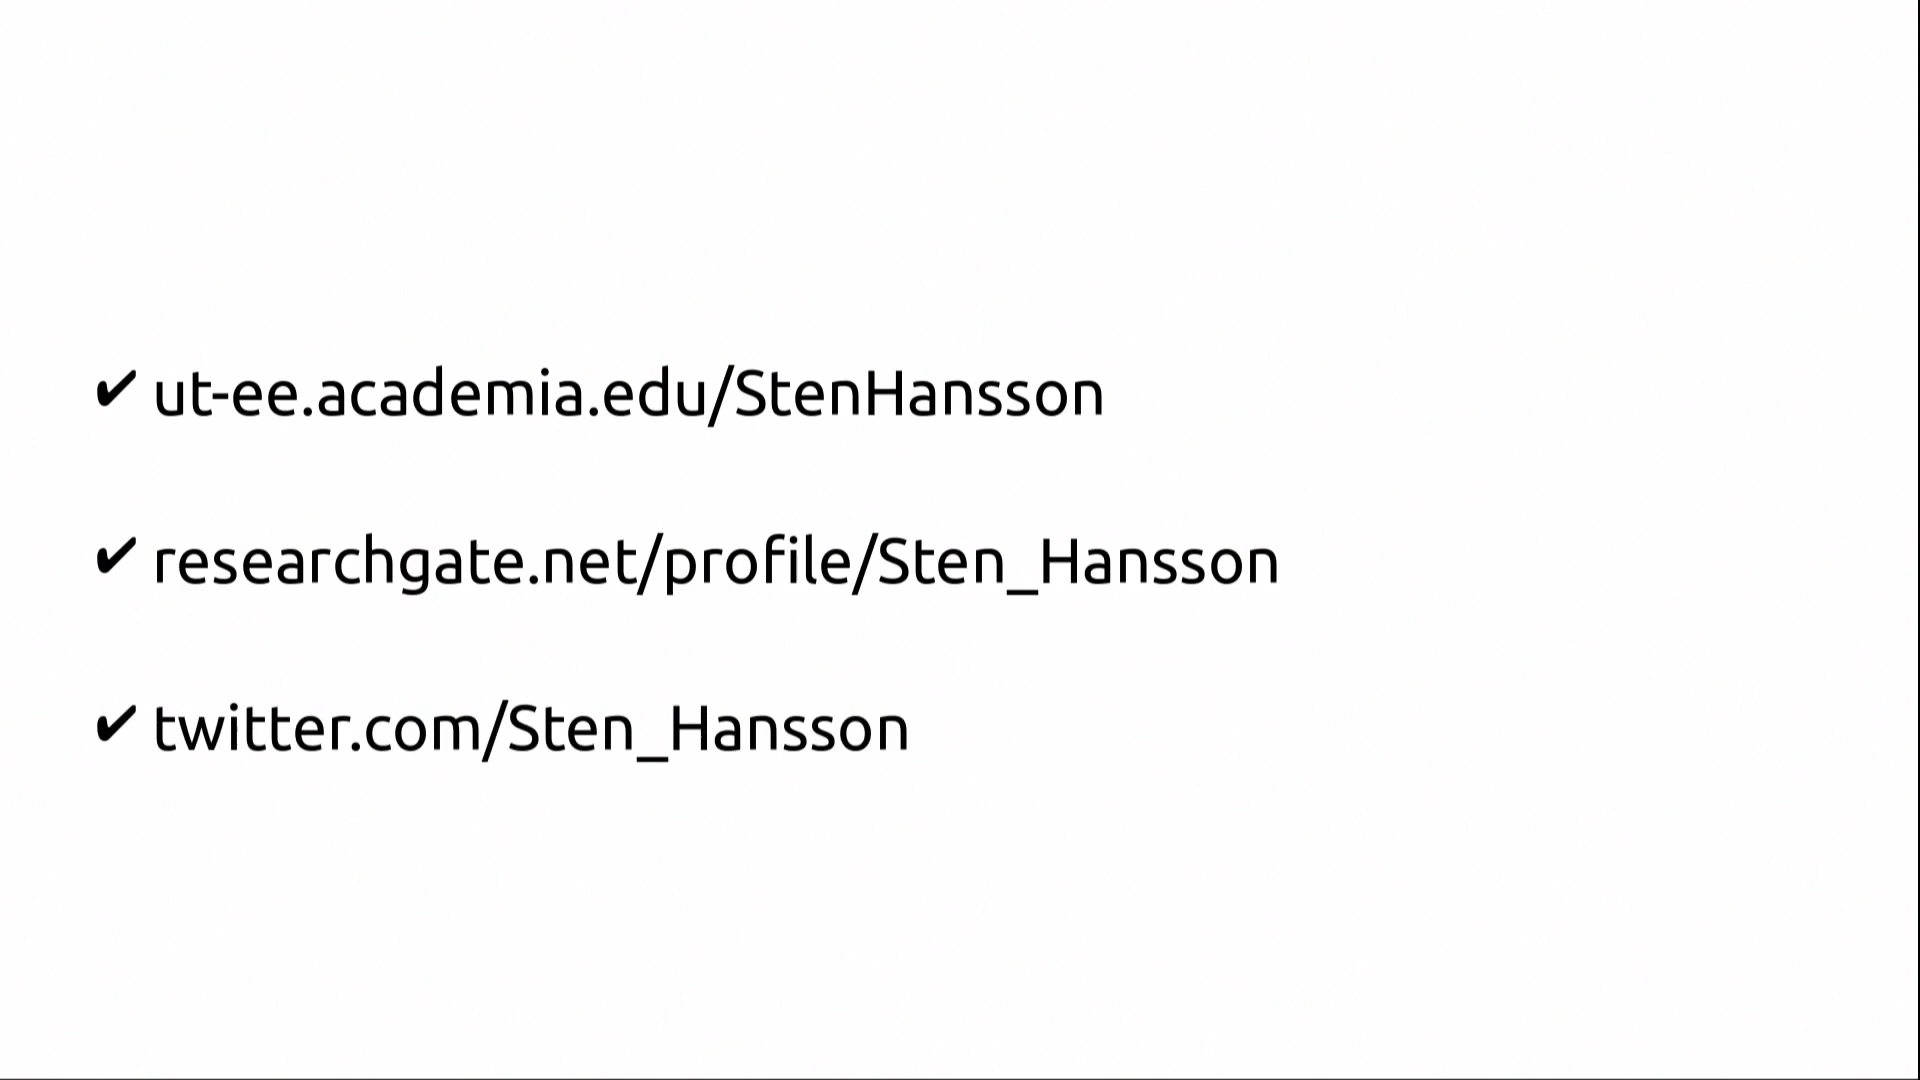 ✔ ut-ee.academia.edu/StenHansson
✔ researchgate.net/profile/Sten_Hansson
✔ twitter.com/Sten_Hansson